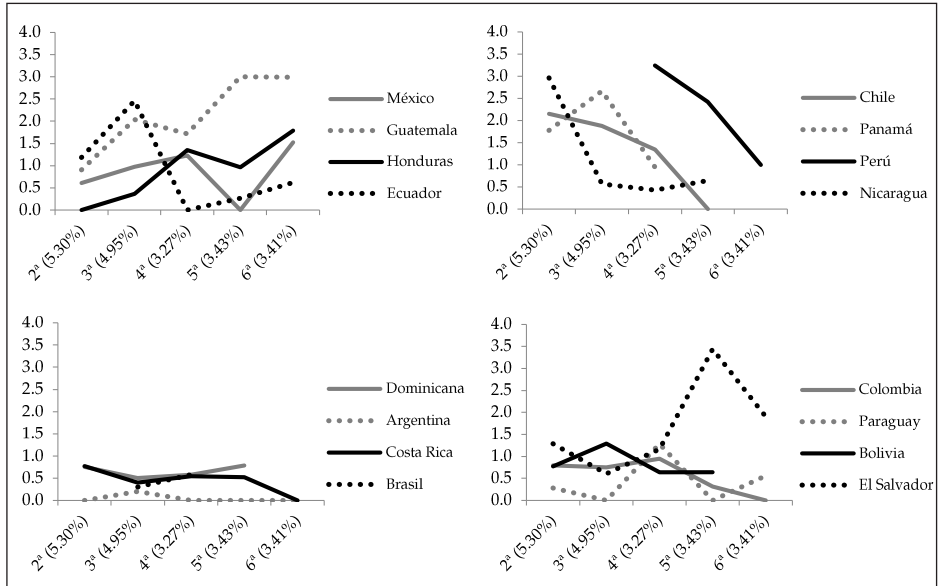 4.0
3.5
3.0
2.5
2.0
1.5
1.0
0.5
0.0
2ª (5.30%)
3ª (4.95%)
4ª (3.27%)
5ª (3.43%)
6ª (3.41%)
México
Guatemala
Honduras
Ecuador
4.0
3.5
3.0
2.5
2.0
1.5
1.0
0.5
0.0
2ª (5.30%)
3ª (4.95%)
4ª (3.27%)
5ª (3.43%)
6ª (3.41%)
Chile
Panamá
Perú
Nicaragua
4.0
3.5
3.0
2.5
2.0
1.5
1.0
0.5
0.0
2ª (5.30%)
3ª (4.95%)
4ª (3.27%)
5ª (3.43%)
6ª (3.41%)
Dominicana
Argentina
Costa Rica
Brasil
4.0
3.5
3.0
2.5
2.0
1.5
1.0
0.5
0.0
2ª (5.30%)
3ª (4.95%)
4ª (3.27%)
5ª (3.43%)
6ª (3.41%)
Colombia
Paraguay
Bolivia
El Salvador